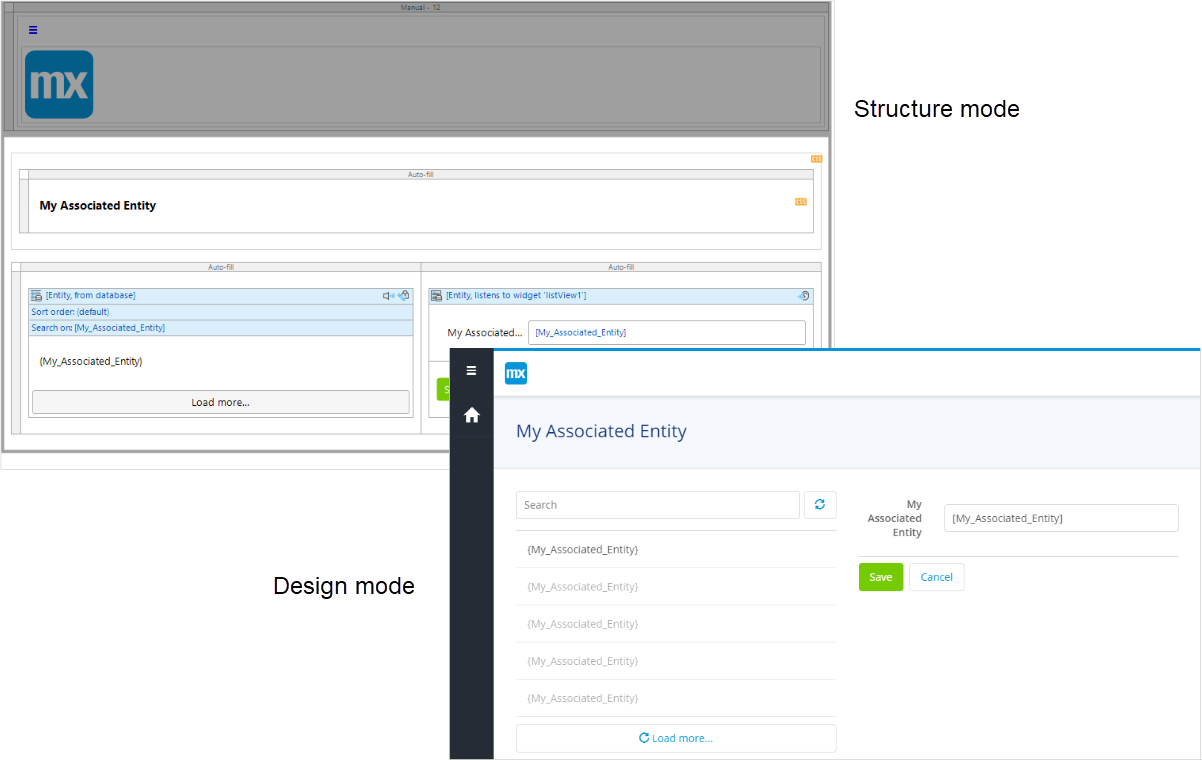 Manual - 12
mx
Structure mode
CSS
Auto-fill
My Associated Entity
CSS
Auto-fill
Auto-fill
[Entity, from database]
[Entity, listens to widget 'listView1']
Sort order: (default)
Search on: [My_Associated_Entity]
My Associated...
[My_Associated_Entity]
{My_Associated_Entity}
Load more...
S
mx
My Associated Entity
Search
My
Associated
Entity
[My_Associated_Entity]
{My_Associated_Entity}
Save
Cancel
{My_Associated_Entity}
Design mode
{My_Associated_Entity}
{My_Associated_Entity}
{My_Associated_Entity}
Load more...